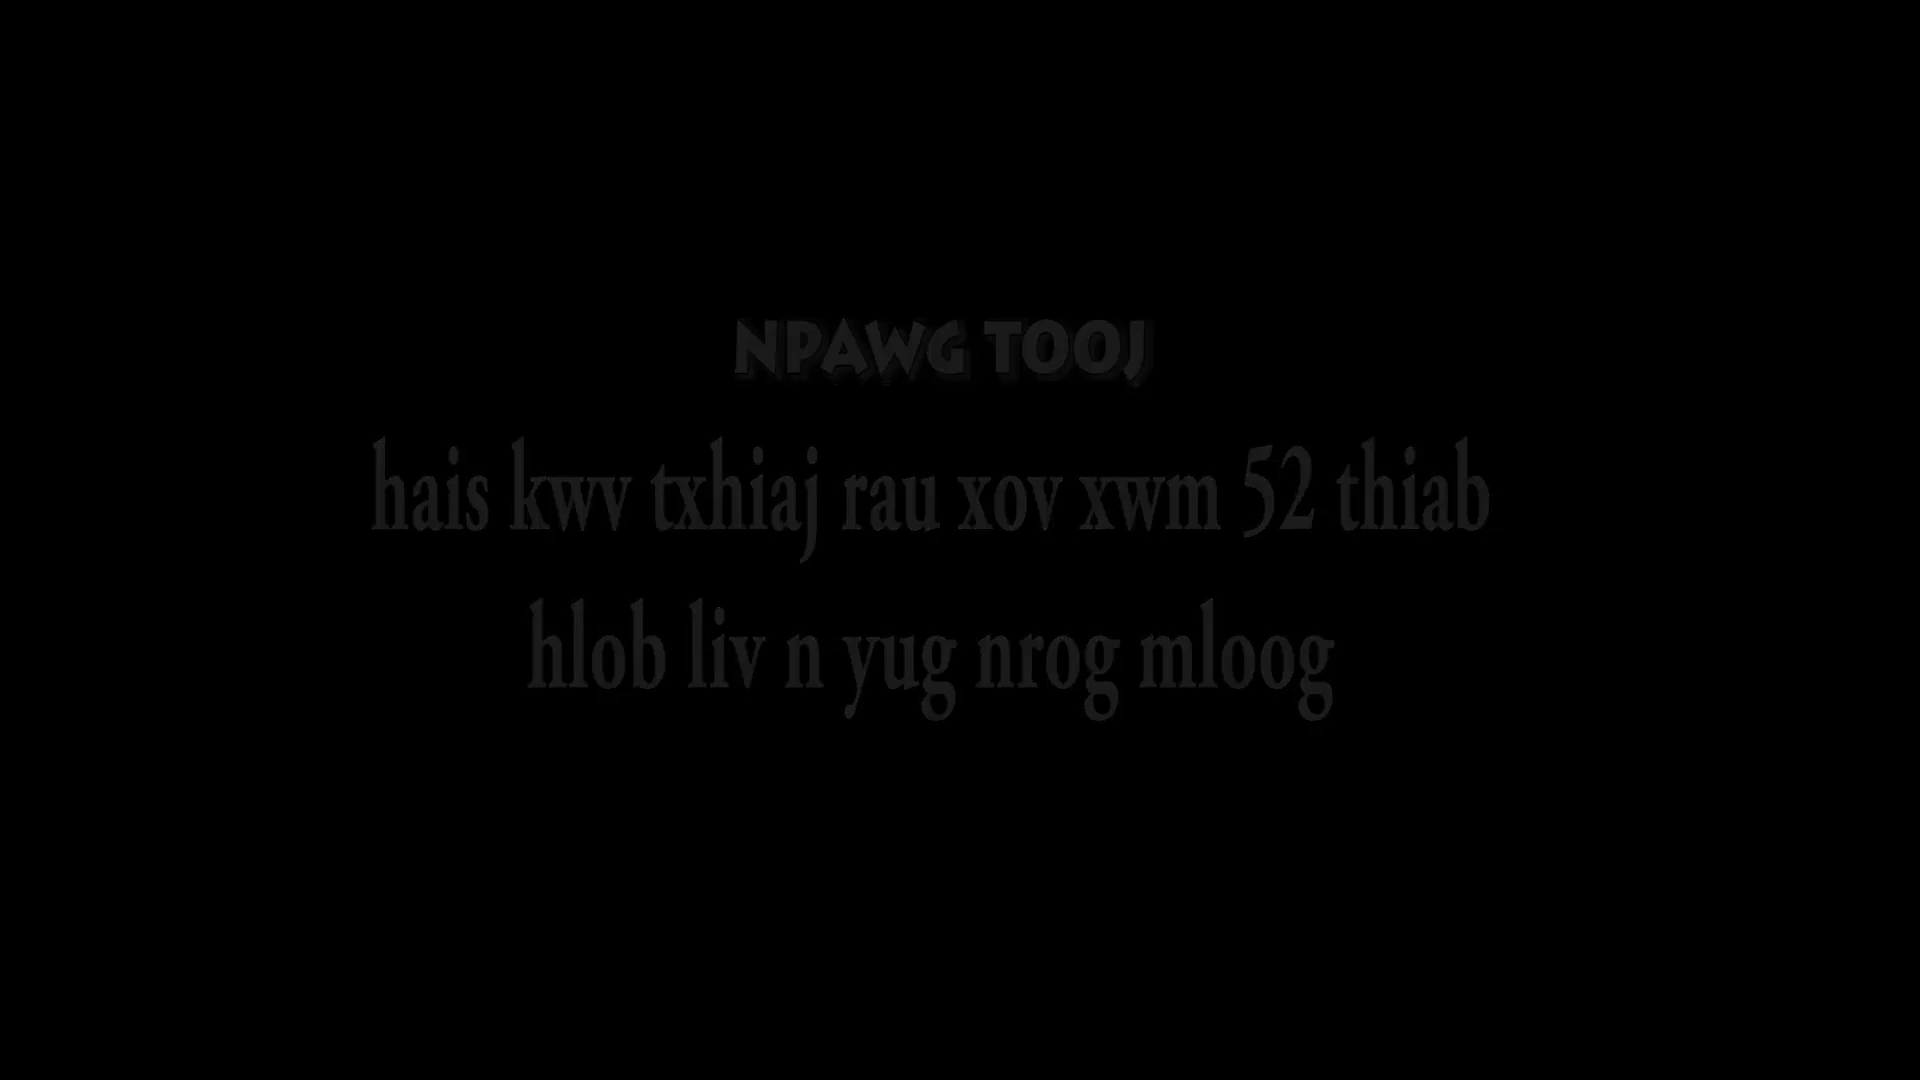 NPAWG TOOJ
hais kwv txhiaj rau xov xwm 52 thiab
hlob liv n yug nrog mloog